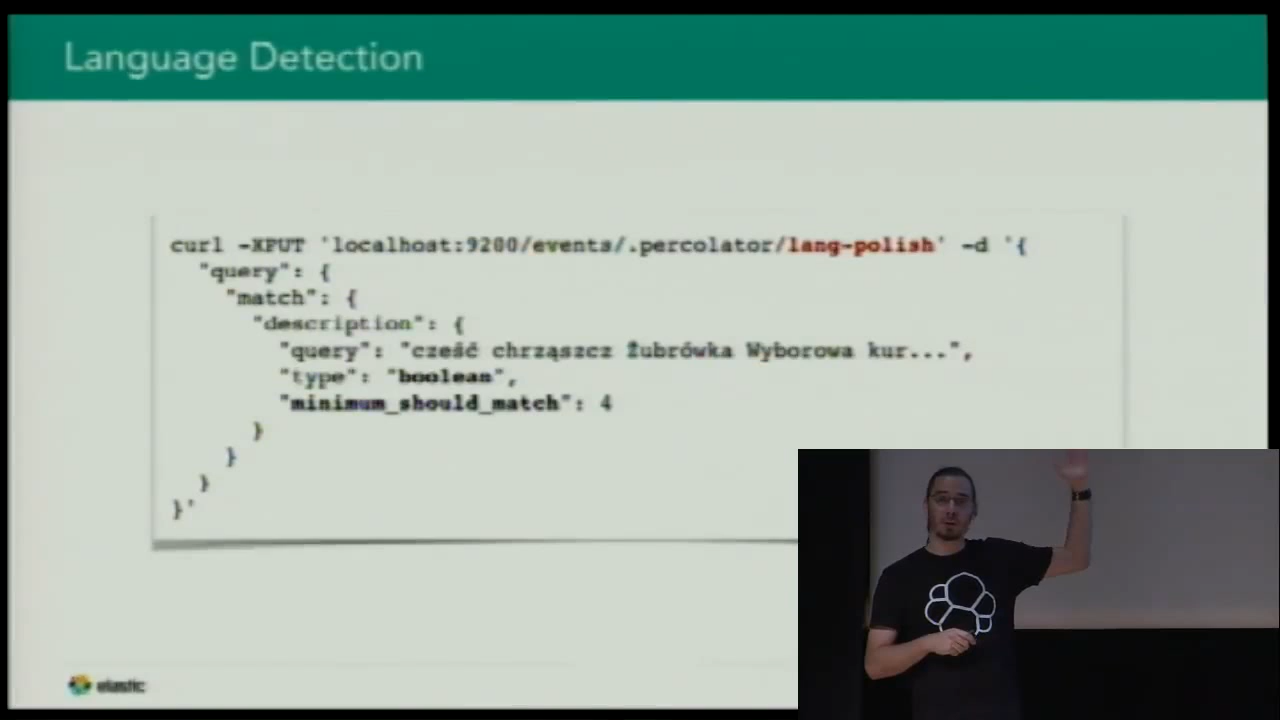 Language Detection
curl -XPUT 'localhost:9200/events/.percolator/lang-polish' -d '{
"query": {
"match": {
"description": {
"query": "cześć chrząszcz Żubrówka Wyborowa kur...",
"type": "boolean",
"minimum_should_match": 4
}
}
}
}'
elastic